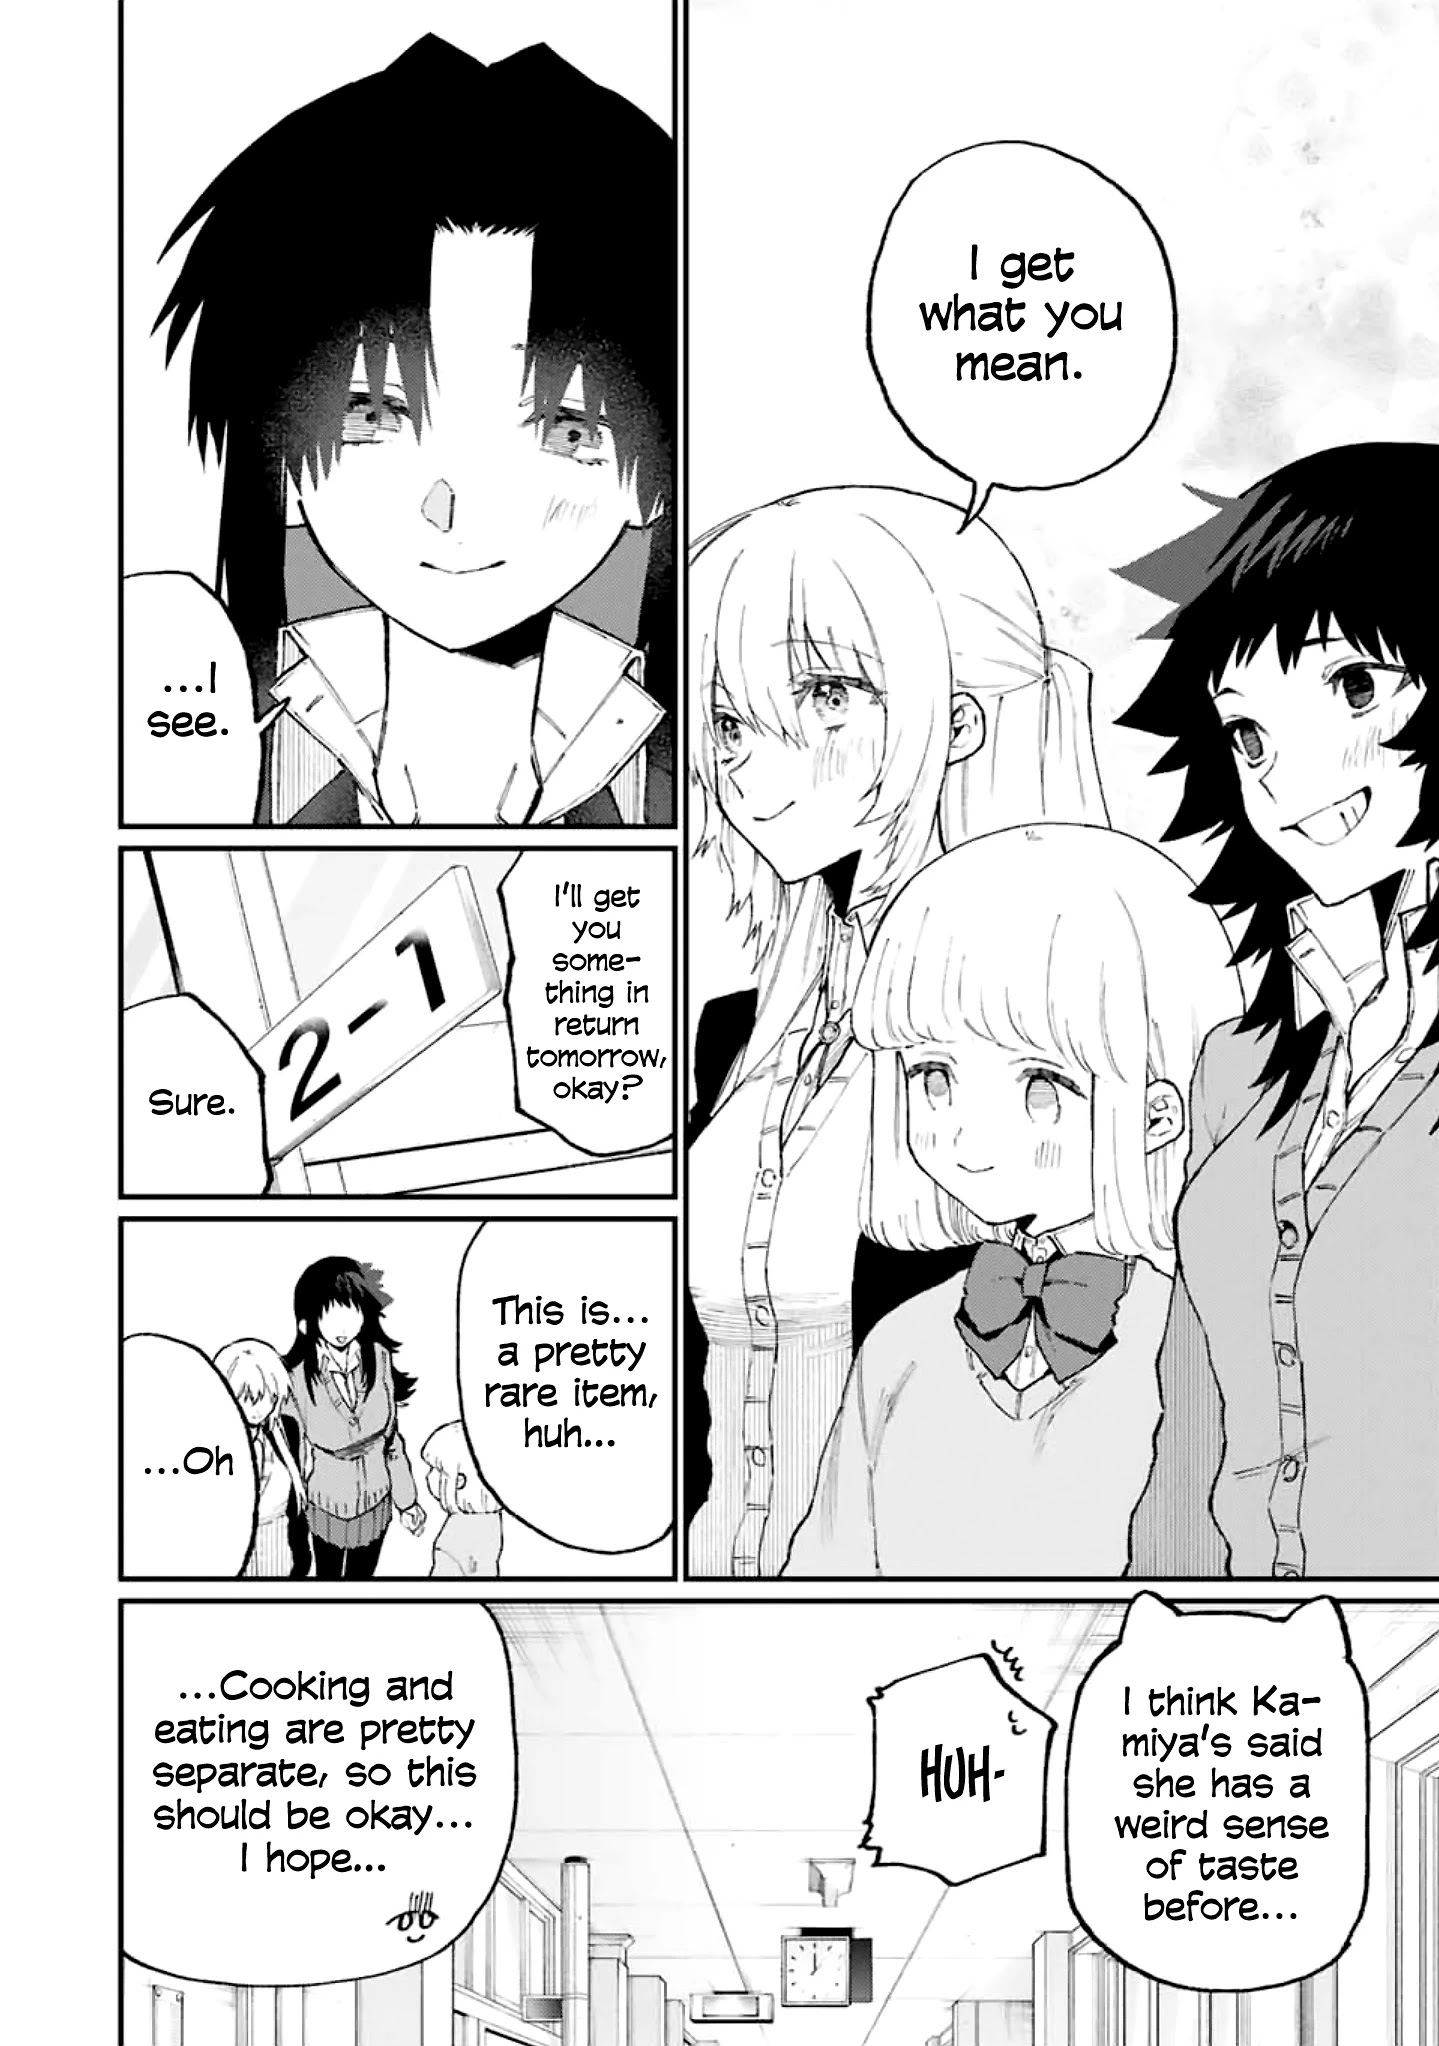 I get
what you
mean.
...I
see.
I'll get
you
some-
thing in
return
tomorrow,
okay?
2-1
Sure.
This is...
a pretty
rare item,
huh...
...Oh
I think Ka-
miya's said
she has a
weird sense
of taste
before...
HUH-
...Cooking and
eating are pretty
separate, so this
should be okay...
I hope...